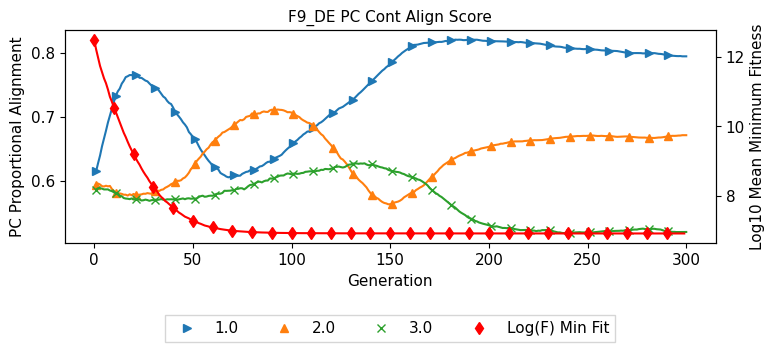 F9_DE PC Cont Align Score
PC Proportional Alignment
0.8
0.7
0.6
12
10
8
Log10 Mean Minimum Fitness
0 50 100 150 200 250 300
Generation
1.0 2.0 3.0 Log(F) Min Fit